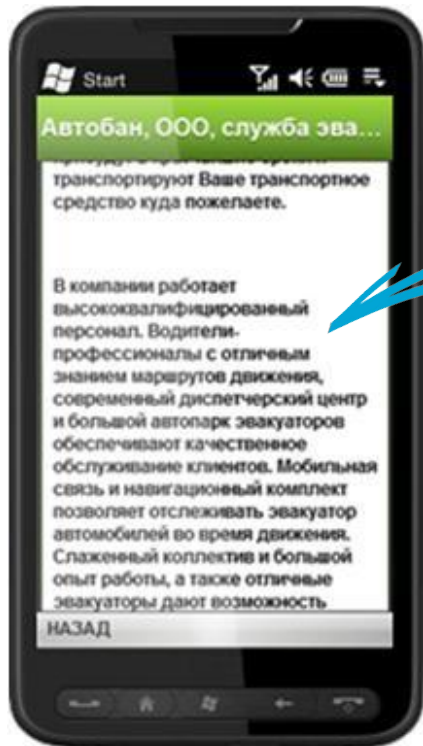 Start
Автобан, ООО, служба эва...
транспортируют Ваше транспортное
средство куда пожелаете.
В компании работает
высококвалифицированный
персонал. Водители-
профессионалы с отличным
знанием маршрутов движения,
современный диспетчерский центр
и большой автопарк эвакуаторов
обеспечивают качественное
обслуживание клиентов. Мобильная
связь и навигационный комплект
позволяет отслеживать эвакуатор
автомобилей во время движения.
Слаженный коллектив и большой
опыт работы, а также отличные
эвакуаторы дают возможность
НАЗАД